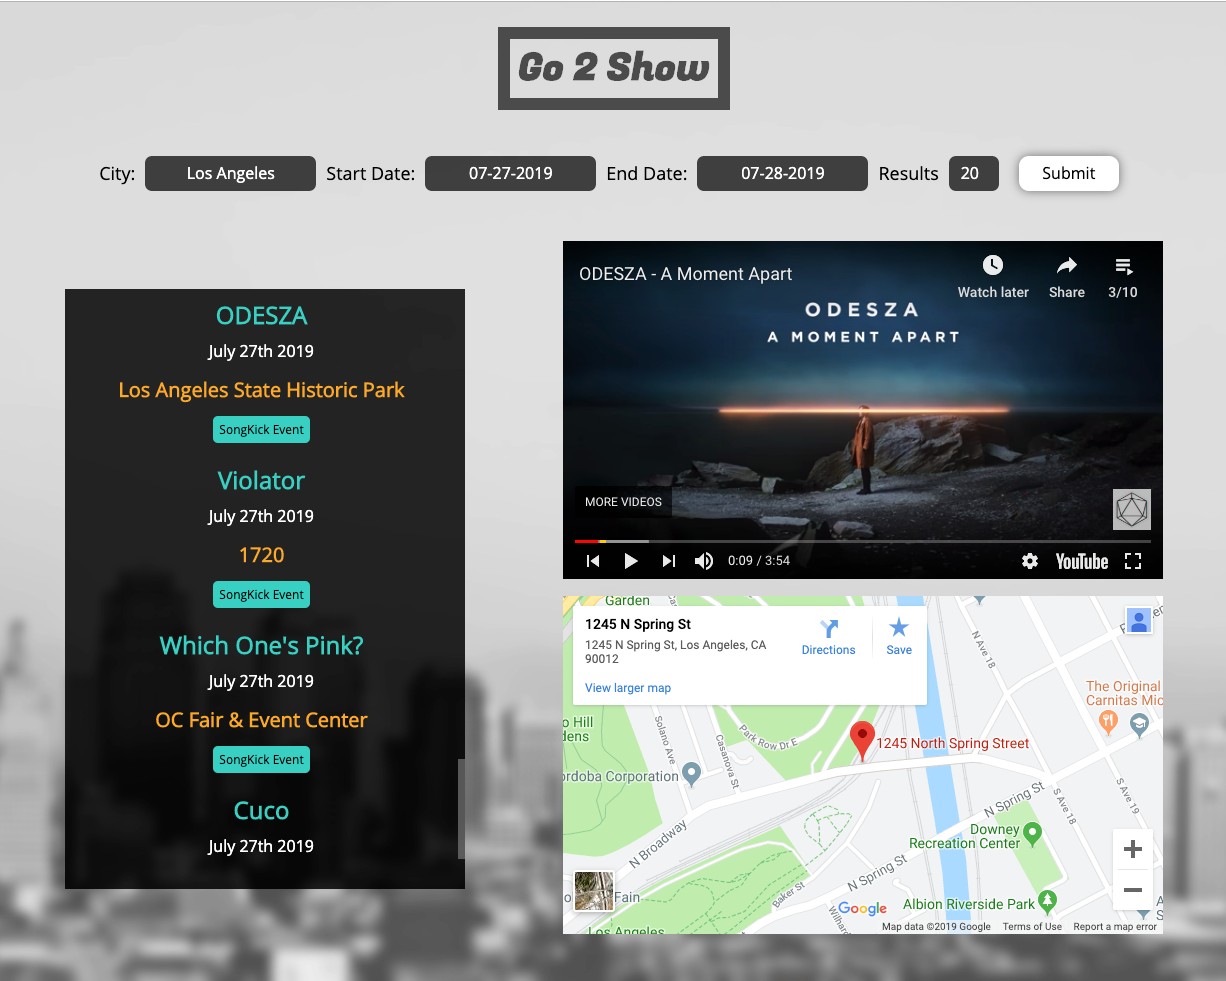 Go 2 Show
City: Los Angeles Start Date: 07-27-2019 End Date: 07-28-2019 Results 20 Submit
ODESZA
July 27th 2019
Los Angeles State Historic Park
SongKick Event
Violator
July 27th 2019
1720
SongKick Event
Which One's Pink?
July 27th 2019
OC Fair & Event Center
SongKick Event
Cuco
July 27th 2019
ODESZA - A Moment Apart
Watch later Share 3/10
ODESZA
A MOMENT APART
MORE VIDEOS
0:09 / 3:54 YouTube
Garden
1245 N Spring St
1245 N Spring St, Los Angeles, CA
90012
Directions Save
View larger map
N Ave 18
The Original
Carnitas Mic
o Hill
dens
Solano Ave
Casanova St
Park Row Dr E
1245 North Spring Street
ordoba Corporation
N Spring St
S Ave 18
S Ave 19
N Broadway
Downey
Recreation Center
N Spring St
Baker St
Fain
Albion Riverside Park
Google
Wilhar
Los Angeles
Map data ©2019 Google Terms of Use Report a map error